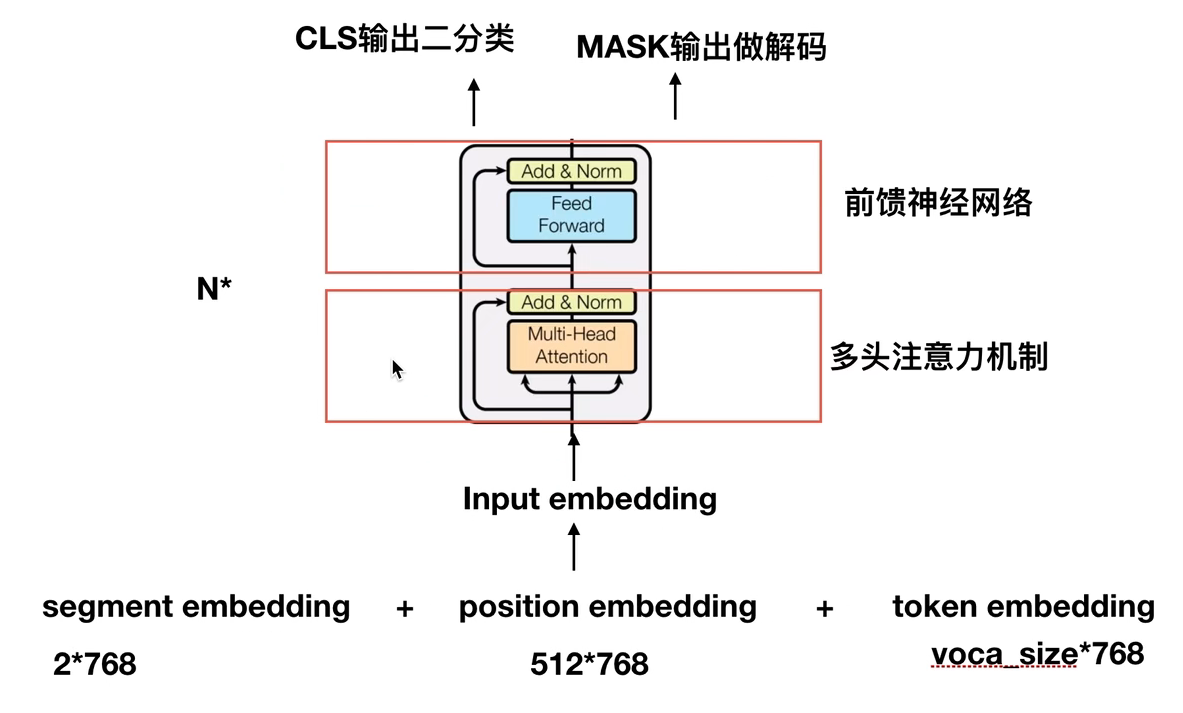 CLS输出二分类
MASK输出做解码
Add & Norm
Feed
Forward
前馈神经网络
N*
Add & Norm
Multi-Head
Attention
多头注意力机制
Input embedding
segment embedding + position embedding + token embedding
2*768 512*768 voca_size*768